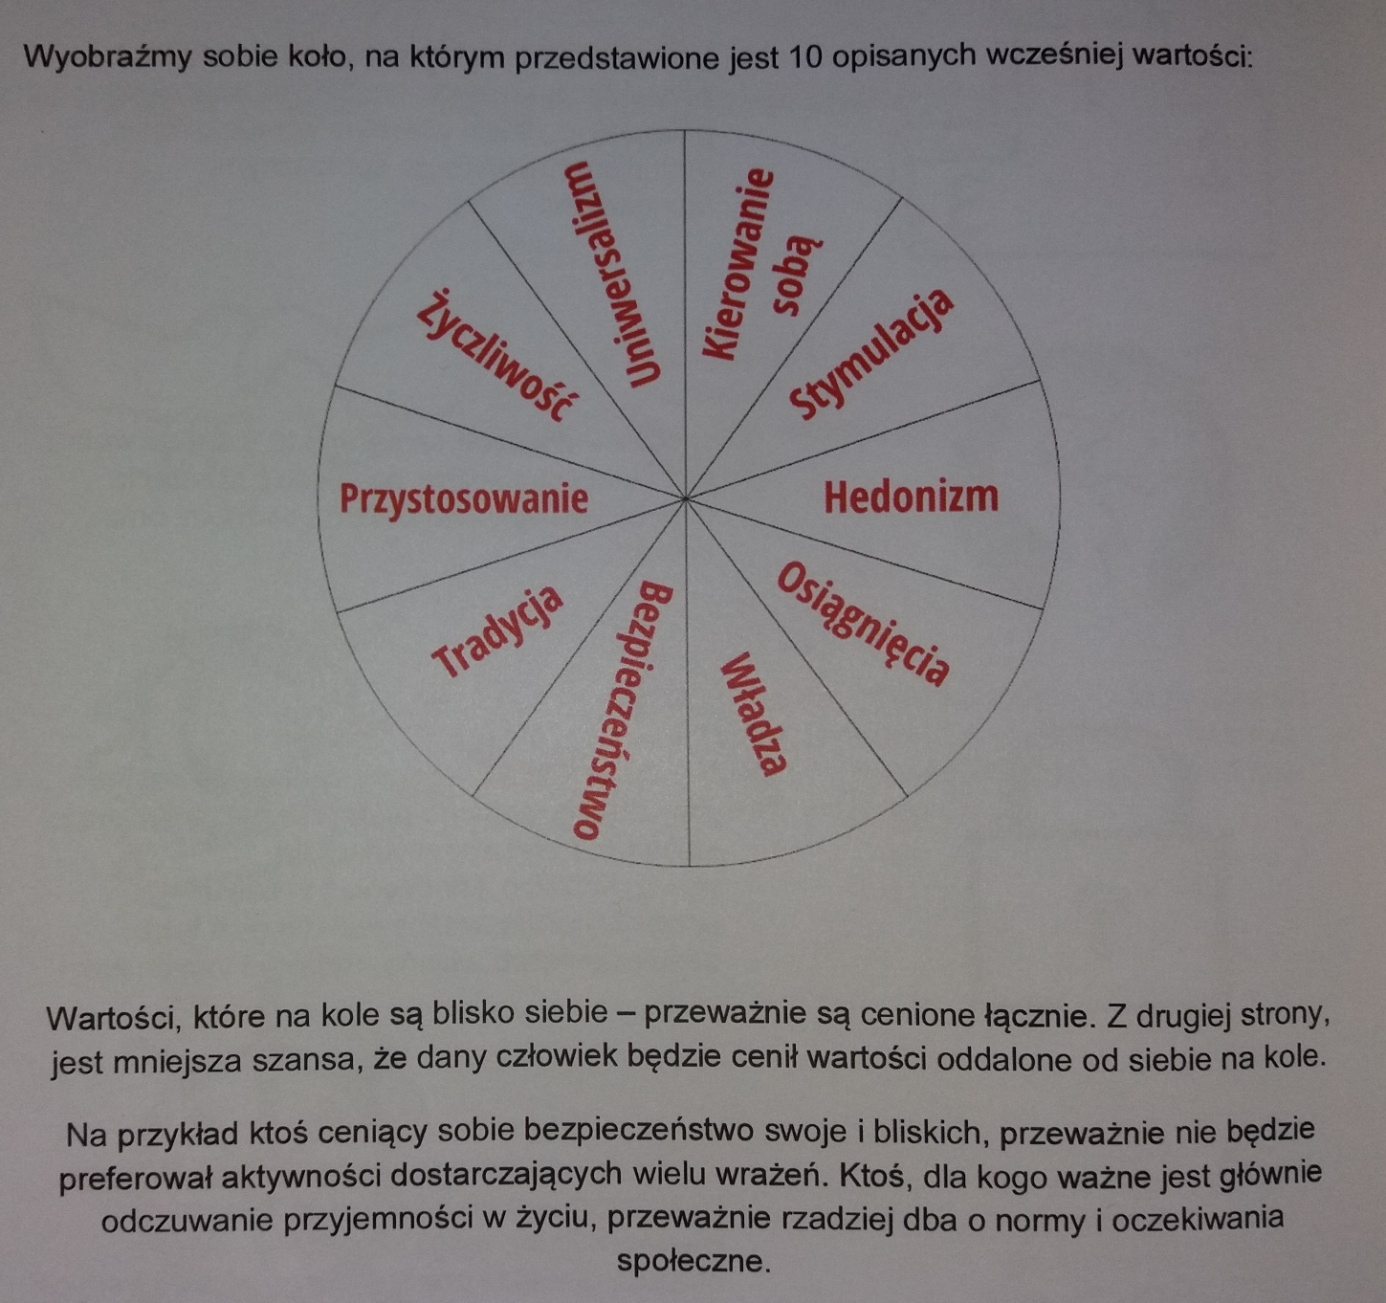 Wyobraźmy sobie koło, na którym przedstawione jest 10 opisanych wcześniej wartości:
Uniwersalizm
Kierowanie
sobą
Życzliwość
Stymulacja
Przystosowanie
Hedonizm
Tradycja
Osiągnięcia
Bezpieczeństwo
Władza
Wartości, które na kole są blisko siebie – przeważnie są cenione łącznie. Z drugiej strony,
jest mniejsza szansa, że dany człowiek będzie cenił wartości oddalone od siebie na kole.
Na przykład ktoś ceniący sobie bezpieczeństwo swoje i bliskich, przeważnie nie będzie
preferował aktywności dostarczających wielu wrażeń. Ktoś, dla kogo ważne jest głównie
odczuwanie przyjemności w życiu, przeważnie rzadziej dba o normy i oczekiwania
społeczne.